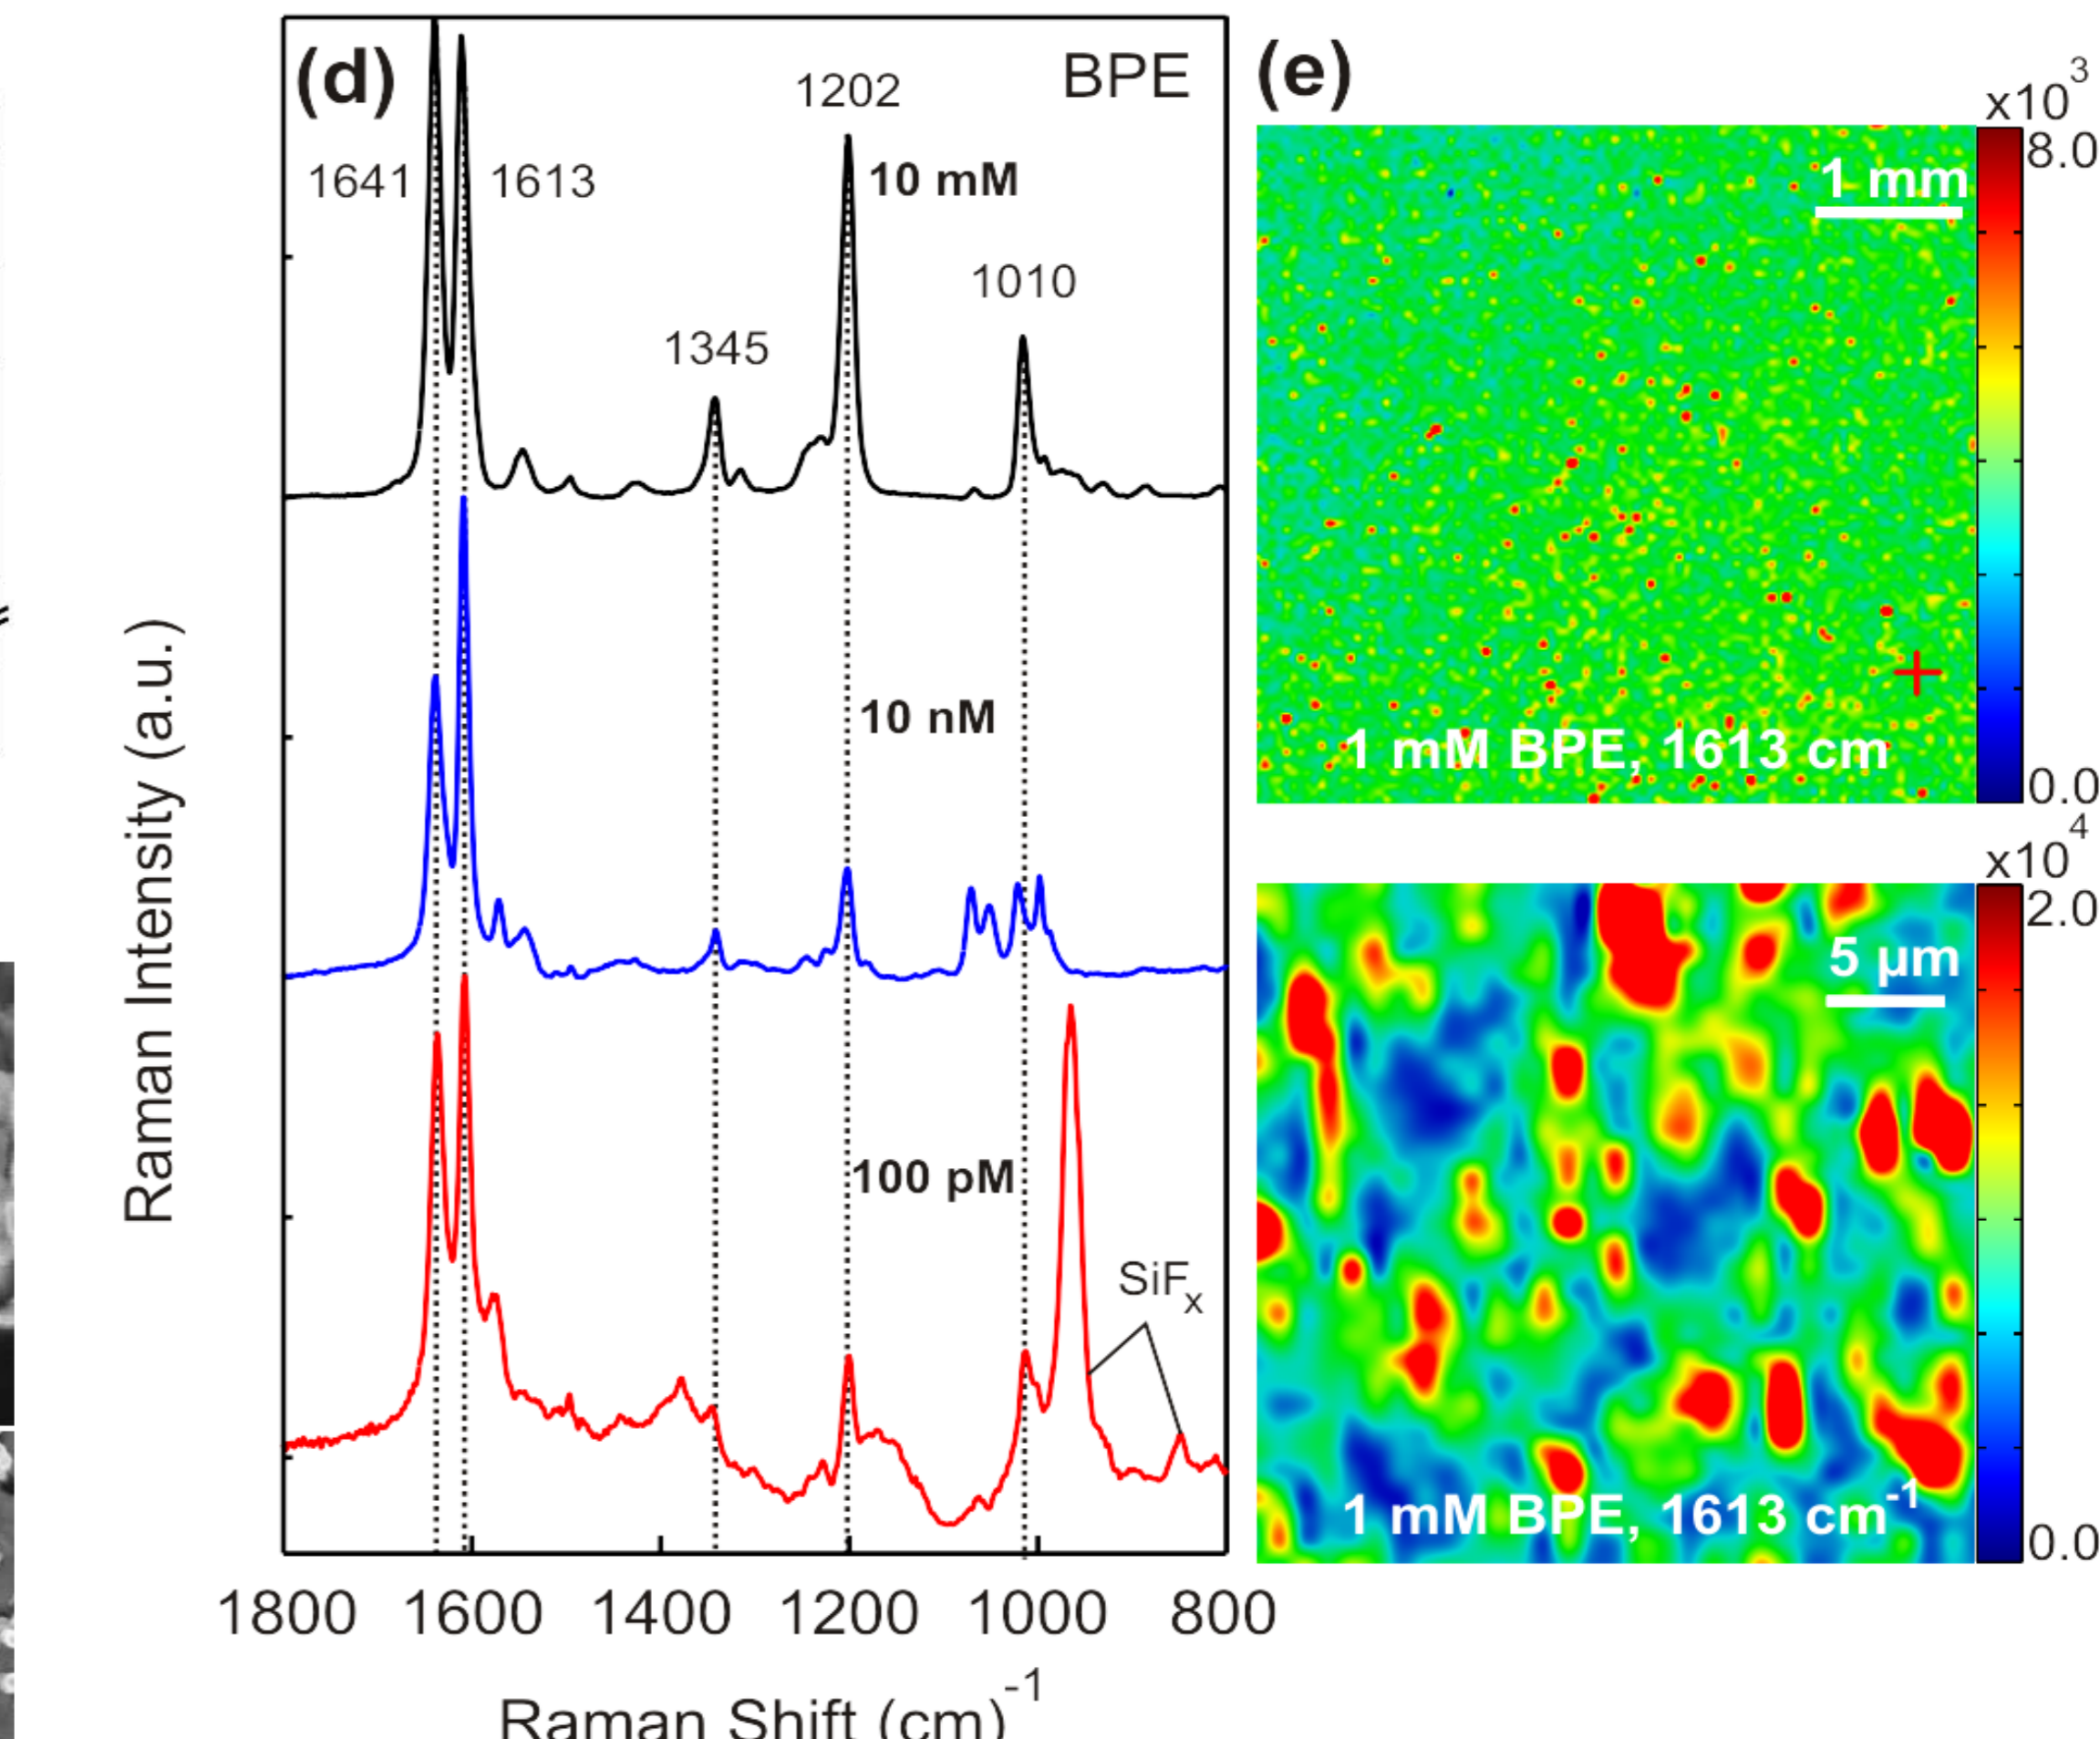 (d)
BPE
1202
1641
1613
10 mM
1010
1345
10 nM
100 pM
SiFx
Raman Intensity (a.u.)
1800
1600
1400
1200
1000
800
Raman Shift (cm)-1
(e)
x10 3
8.0
1 mm
1 mM BPE, 1613 cm
0.0
x10 4
2.0
5 µm
1 mM BPE, 1613 cm-1
0.0